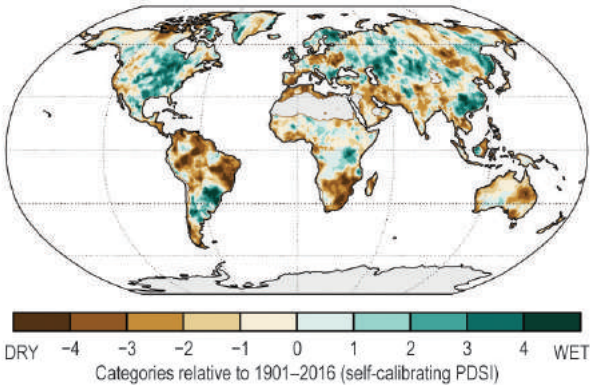 DRY −4 −3 −2 −1 0 1 2 3 4 WET
Categories relative to 1901–2016 (self-calibrating PDSI)